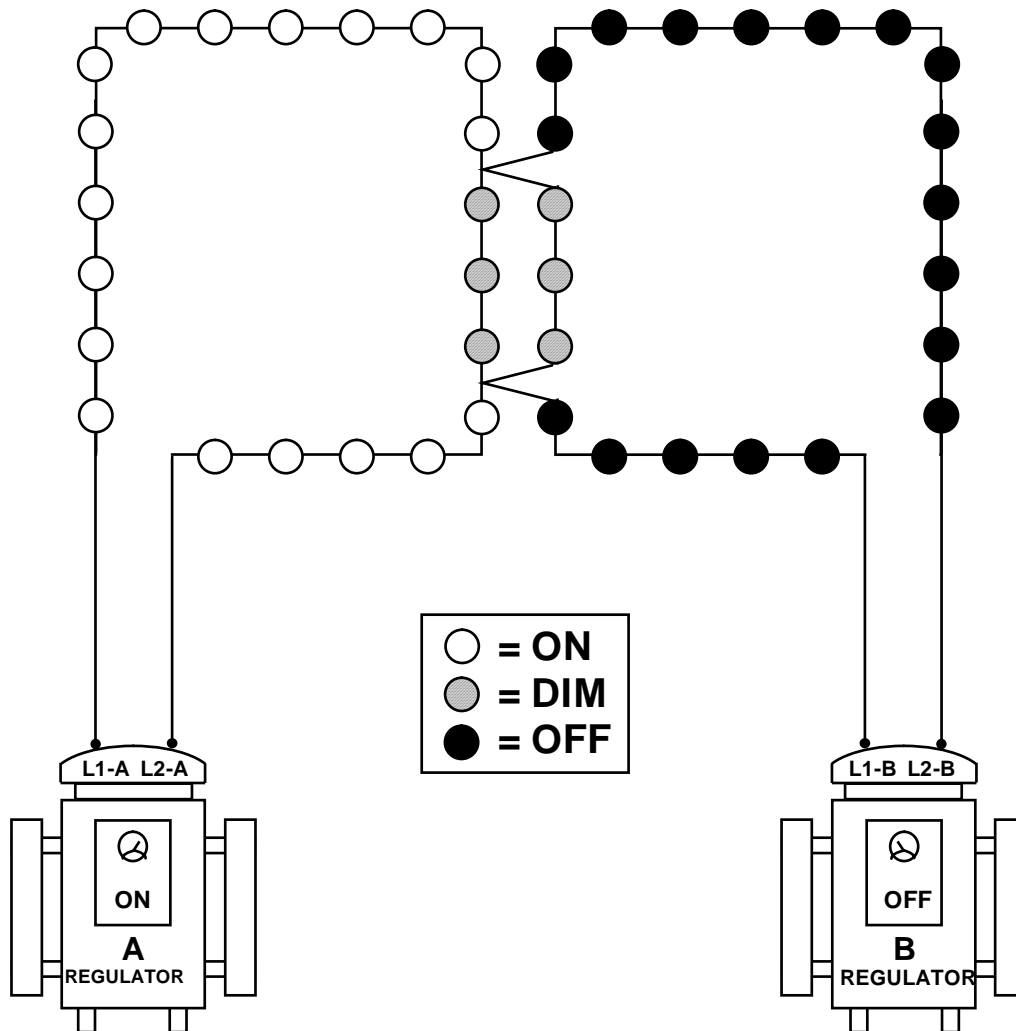 = ON
= DIM
= OFF
L1-A L2-A
L1-B L2-B
ON
OFF
A
REGULATOR
B
REGULATOR